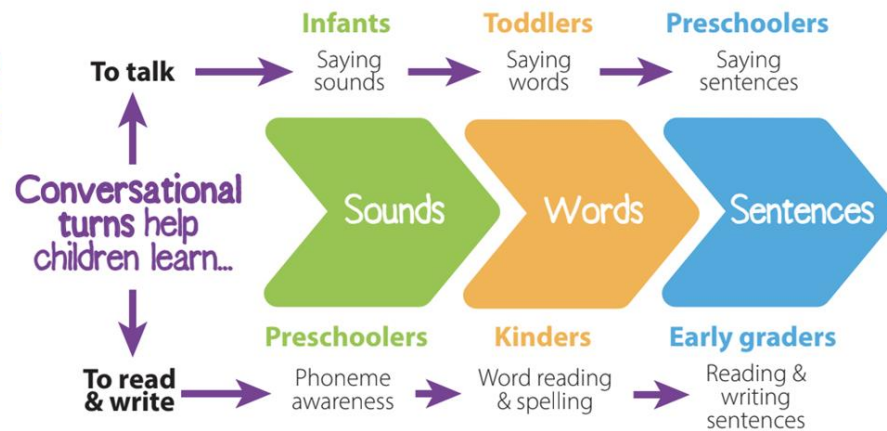 Infants
Toddlers
Preschoolers
To talk
Saying
sounds
Saying
words
Saying
sentences
Conversational
turns help
children learn...
Sounds
Words
Sentences
Preschoolers
Kinders
Early graders
To read
& write
Phoneme
awareness
Word reading
& spelling
Reading &
writing
sentences